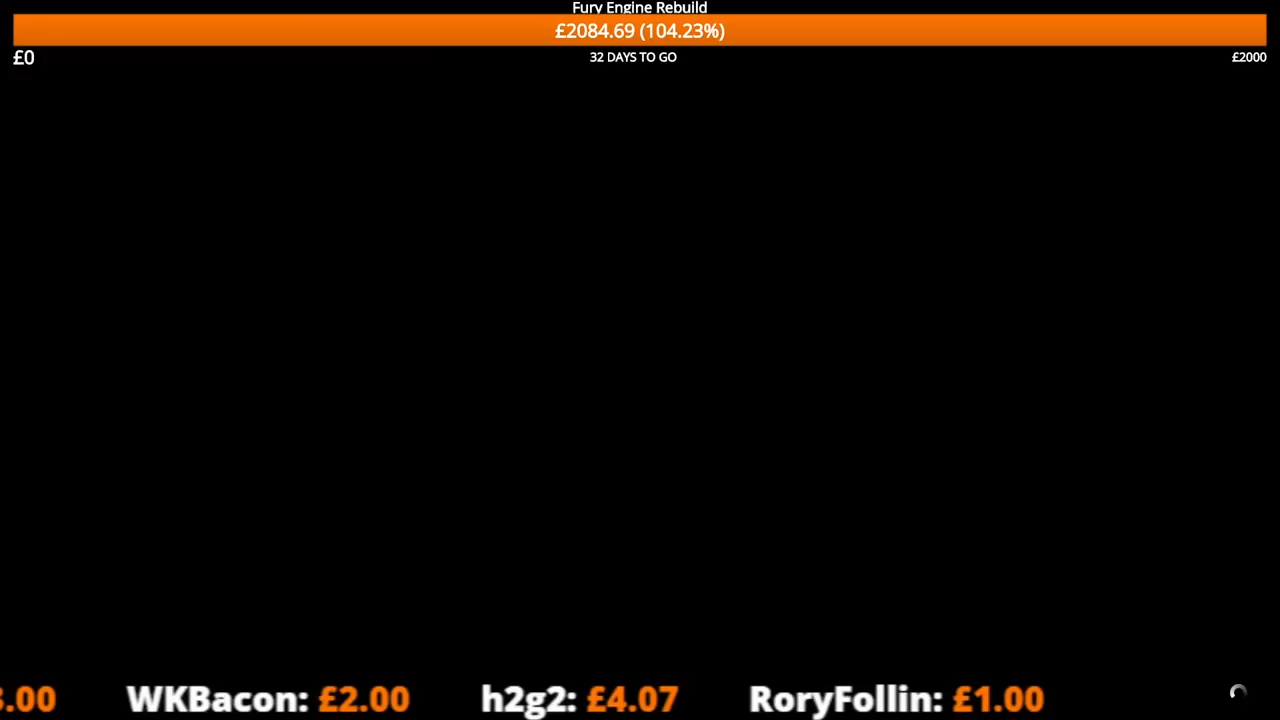 Fury Engine Rebuild
£2084.69 (104.23%)
£0 32 DAYS TO GO £2000
.00 WKBacon: £2.00 h2g2: £4.07 RoryFollin: £1.00